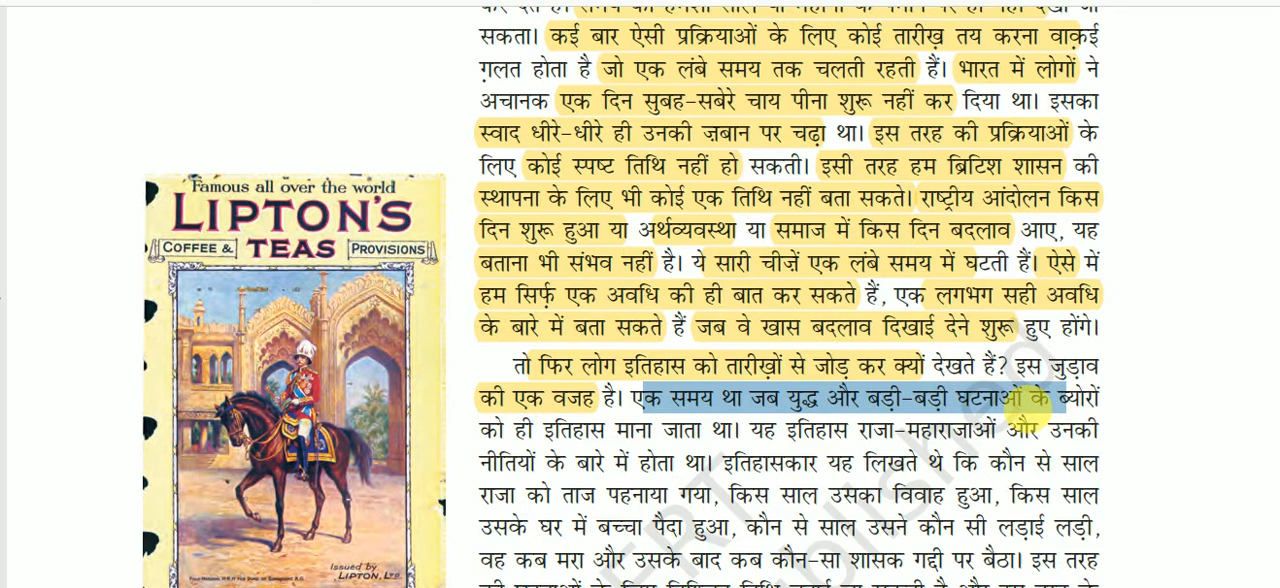 सकता। कई बार ऐसी प्रक्रियाओं के लिए कोई तारीख़ तय करना वाक़ई
ग़लत होता है जो एक लंबे समय तक चलती रहती हैं। भारत में लोगों ने
अचानक एक दिन सुबह-सबेरे चाय पीना शुरू नहीं कर दिया था। इसका
स्वाद धीरे-धीरे ही उनकी ज़बान पर चढ़ा था। इस तरह की प्रक्रियाओं के
लिए कोई स्पष्ट तिथि नहीं हो सकती। इसी तरह हम ब्रिटिश शासन की
स्थापना के लिए भी कोई एक तिथि नहीं बता सकते। राष्ट्रीय आंदोलन किस
दिन शुरू हुआ या अर्थव्यवस्था या समाज में किस दिन बदलाव आए, यह
बताना भी संभव नहीं है। ये सारी चीज़ें एक लंबे समय में घटती हैं। ऐसे में
हम सिर्फ़ एक अवधि की ही बात कर सकते हैं, एक लगभग सही अवधि
के बारे में बता सकते हैं जब वे खास बदलाव दिखाई देने शुरू हुए होंगे।
तो फिर लोग इतिहास को तारीख़ों से जोड़ कर क्यों देखते हैं? इस जुड़ाव
की एक वजह है। एक समय था जब युद्ध और बड़ी-बड़ी घटनाओं के ब्योरों
को ही इतिहास माना जाता था। यह इतिहास राजा-महाराजाओं और उनकी
नीतियों के बारे में होता था। इतिहासकार यह लिखते थे कि कौन से साल
राजा को ताज पहनाया गया, किस साल उसका विवाह हुआ, किस साल
उसके घर में बच्चा पैदा हुआ, कौन से साल उसने कौन सी लड़ाई लड़ी,
वह कब मरा और उसके बाद कब कौन-सा शासक गद्दी पर बैठा। इस तरह
Famous all over the world
LIPTON'S
COFFEE & TEAS PROVISIONS
Issued by
LIPTON, LTD